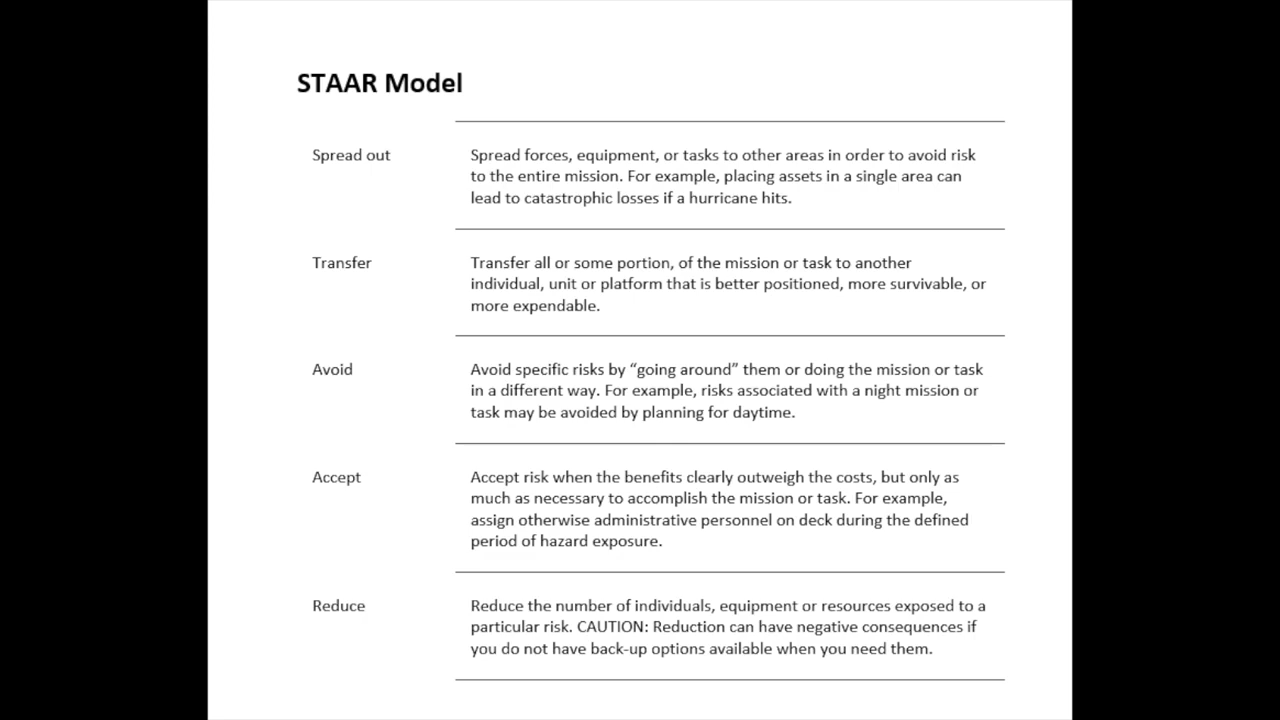 STAAR Model
Spread out
Spread forces, equipment, or tasks to other areas in order to avoid risk
to the entire mission. For example, placing assets in a single area can
lead to catastrophic losses if a hurricane hits.
Transfer
Transfer all or some portion, of the mission or task to another
individual, unit or platform that is better positioned, more survivable, or
more expendable.
Avoid
Avoid specific risks by “going around” them or doing the mission or task
in a different way. For example, risks associated with a night mission or
task may be avoided by planning for daytime.
Accept
Accept risk when the benefits clearly outweigh the costs, but only as
much as necessary to accomplish the mission or task. For example,
assign otherwise administrative personnel on deck during the defined
period of hazard exposure.
Reduce
Reduce the number of individuals, equipment or resources exposed to a
particular risk. CAUTION: Reduction can have negative consequences if
you do not have back-up options available when you need them.